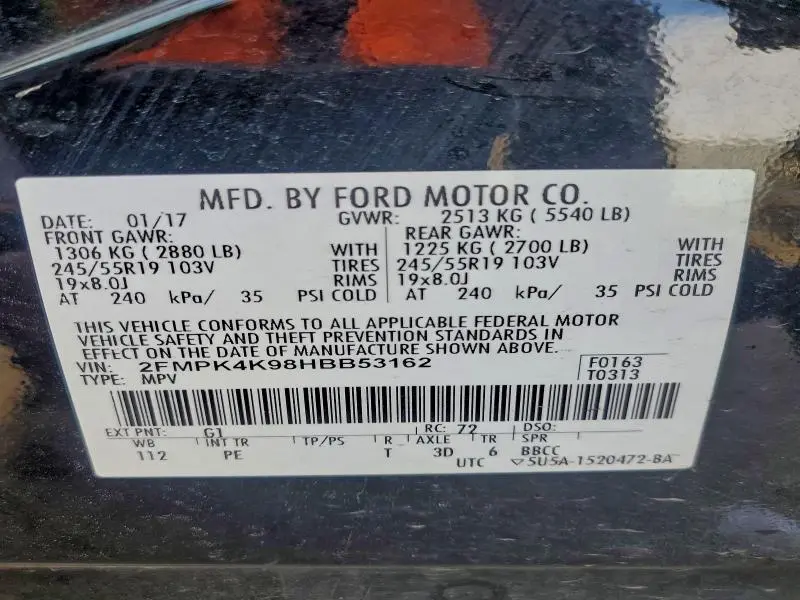 MFD. BY FORD MOTOR CO.
DATE: 01/17 GVWR: 2513 KG ( 5540 LB)
FRONT GAWR: REAR GAWR:
1306 KG ( 2880 LB) WITH 1225 KG ( 2700 LB) WITH
245/55R19 103V TIRES 245/55R19 103V TIRES
19x8.0J RIMS 19x8.0J RIMS
AT 240 kPa/ 35 PSI COLD AT 240 kPa/ 35 PSI COLD
THIS VEHICLE CONFORMS TO ALL APPLICABLE FEDERAL MOTOR
VEHICLE SAFETY AND THEFT PREVENTION STANDARDS IN
EFFECT ON THE DATE OF MANUFACTURE SHOWN ABOVE.
VIN: 2FMPK4K98HBB53162 F0163
TYPE: MPV T0313
EXT PNT: G1 RC: 72 DSO:
WB INT TR TP/PS R AXLE TR SPR
112 PE T 3D 6 BBCC
UTC ▽5U5A-1520472-BA